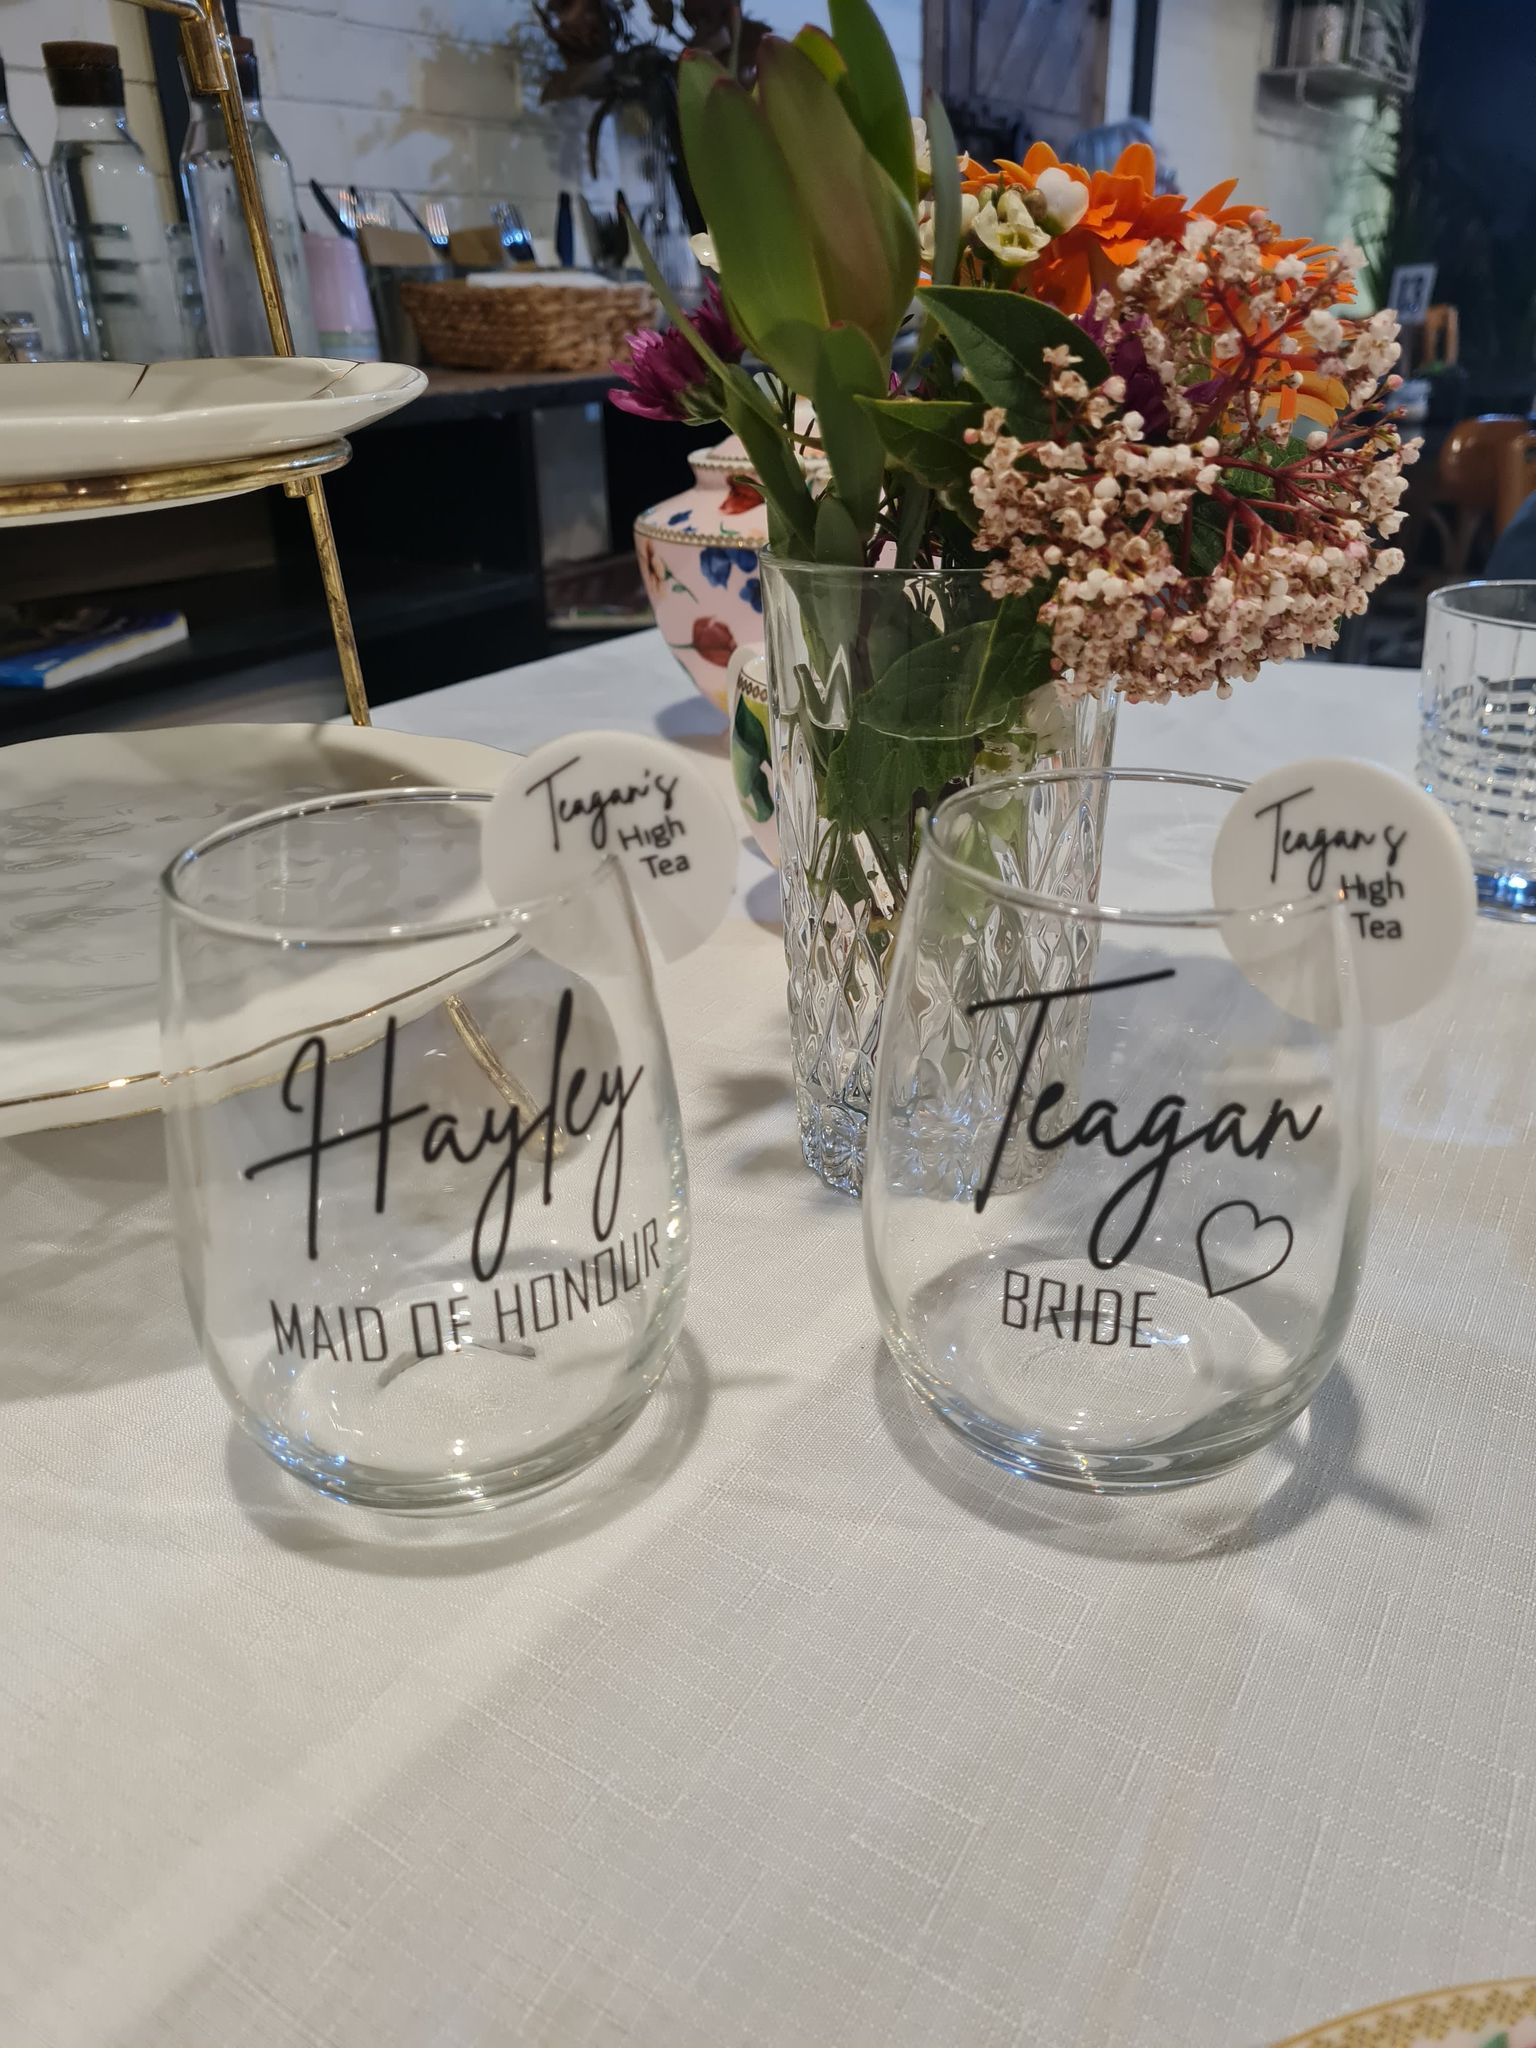 Teagan's
High
Tea
Hayley
MAID OF HONOUR
Teagan's
High
Tea
Teagan
BRIDE